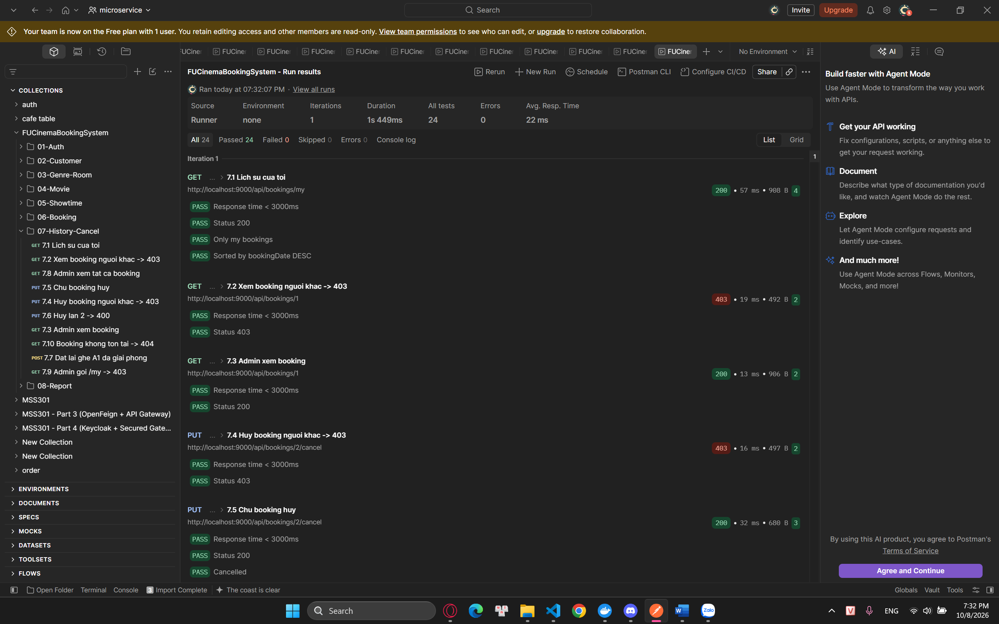 microservice
Search
Invite
Upgrade
Your team is now on the Free plan with 1 user. You retain editing access and other members are read-only. View team permissions to see who can edit, or upgrade to restore collaboration.
FUCiner
FUCiner
FUCiner
FUCiner
FUCiner
FUCiner
FUCiner
FUCiner
FUCiner
FUCiner
FUCiner
FUCiner
No Environment
AI
COLLECTIONS
auth
cafe table
FUCinemaBookingSystem
01-Auth
02-Customer
03-Genre-Room
04-Movie
05-Showtime
06-Booking
07-History-Cancel
GET 7.1 Lich su cua toi
GET 7.2 Xem booking nguoi khac -> 403
GET 7.8 Admin xem tat ca booking
PUT 7.5 Chu booking huy
PUT 7.4 Huy booking nguoi khac -> 403
PUT 7.6 Huy lan 2 -> 400
GET 7.3 Admin xem booking
GET 7.10 Booking khong ton tai -> 404
POST 7.7 Dat lai ghe A1 da giai phong
GET 7.9 Admin goi /my -> 403
08-Report
MSS301
MSS301 - Part 3 (OpenFeign + API Gateway)
MSS301 - Part 4 (Keycloak + Secured Gate...
New Collection
New Collection
order
ENVIRONMENTS
DOCUMENTS
SPECS
MOCKS
DATASETS
TOOLSETS
FLOWS
FUCinemaBookingSystem - Run results
Rerun
New Run
Schedule
Postman CLI
Configure CI/CD
Share
Ran today at 07:32:07 PM · View all runs
Source Environment Iterations Duration All tests Errors Avg. Resp. Time
Runner none 1 1s 449ms 24 0 22 ms
All 24 Passed 24 Failed 0 Skipped 0 Errors 0 Console log
List Grid
Iteration 1
1
GET ... > 7.1 Lich su cua toi
http://localhost:9000/api/bookings/my
200 • 57 ms • 908 B 4
PASS Response time < 3000ms
PASS Status 200
PASS Only my bookings
PASS Sorted by bookingDate DESC
GET ... > 7.2 Xem booking nguoi khac -> 403
http://localhost:9000/api/bookings/1
403 • 19 ms • 492 B 2
PASS Response time < 3000ms
PASS Status 403
GET ... > 7.3 Admin xem booking
http://localhost:9000/api/bookings/1
200 • 13 ms • 906 B 2
PASS Response time < 3000ms
PASS Status 200
PUT ... > 7.4 Huy booking nguoi khac -> 403
http://localhost:9000/api/bookings/2/cancel
403 • 16 ms • 497 B 2
PASS Response time < 3000ms
PASS Status 403
PUT ... > 7.5 Chu booking huy
http://localhost:9000/api/bookings/2/cancel
200 • 32 ms • 680 B 3
PASS Response time < 3000ms
PASS Status 200
PASS Cancelled
Build faster with Agent Mode
Use Agent Mode to transform the way you work
with APIs.
Get your API working
Fix configurations, scripts, or anything else to
get your request working.
Document
Describe what type of documentation you'd
like, and watch Agent Mode do the rest.
Explore
Let Agent Mode configure requests and
identify use-cases.
And much more!
Use Agent Mode across Flows, Monitors,
Mocks, and more!
By using this AI product, you agree to Postman's
Terms of Service
Agree and Continue
Open Folder
Terminal
Console
3 Import Complete
The coast is clear
Globals
Vault
Tools
Search
Zalo
ENG
7:32 PM
10/8/2026